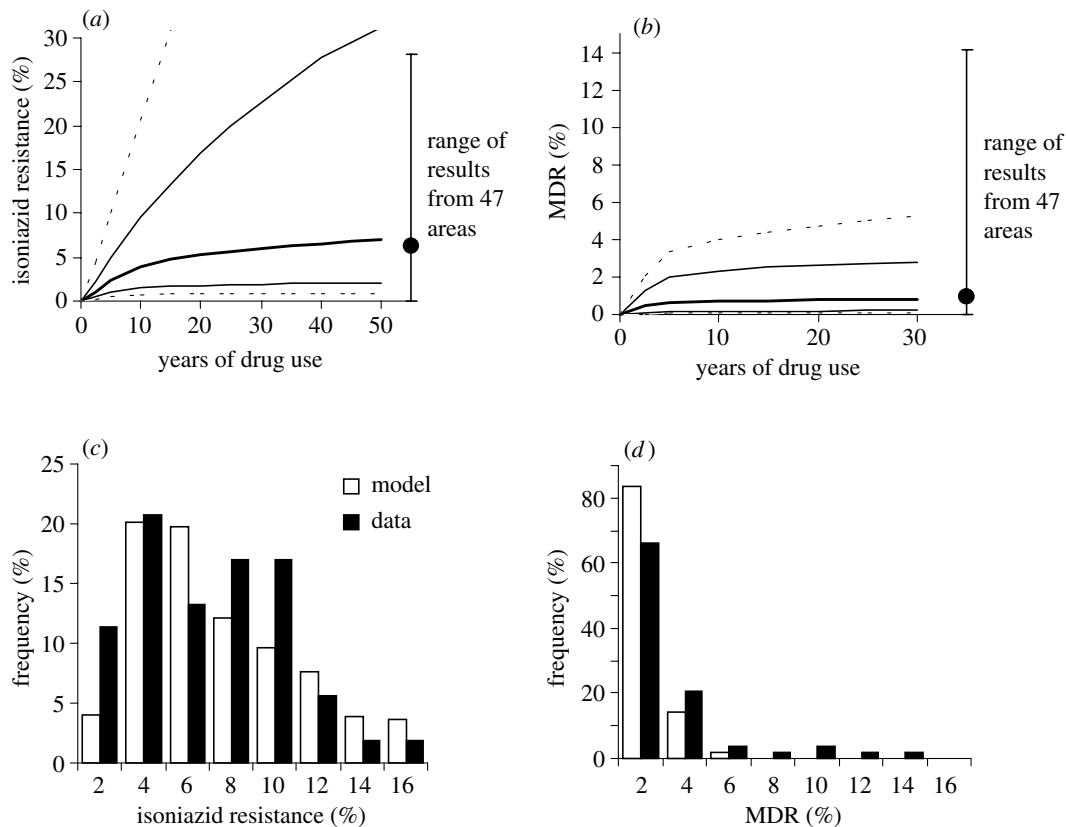 (a)
isoniazid resistance (%)
30
25
20
15
10
5
0
0 10 20 30 40 50
years of drug use
range of
results
from 47
areas
(b)
MDR (%)
14
12
10
8
6
4
2
0
0 10 20 30
years of drug use
range of
results
from 47
areas
(c)
frequency (%)
25
20
15
10
5
0
model
data
2 4 6 8 10 12 14 16
isoniazid resistance (%)
(d)
frequency (%)
80
60
40
20
0
2 4 6 8 10 12 14 16
MDR (%)